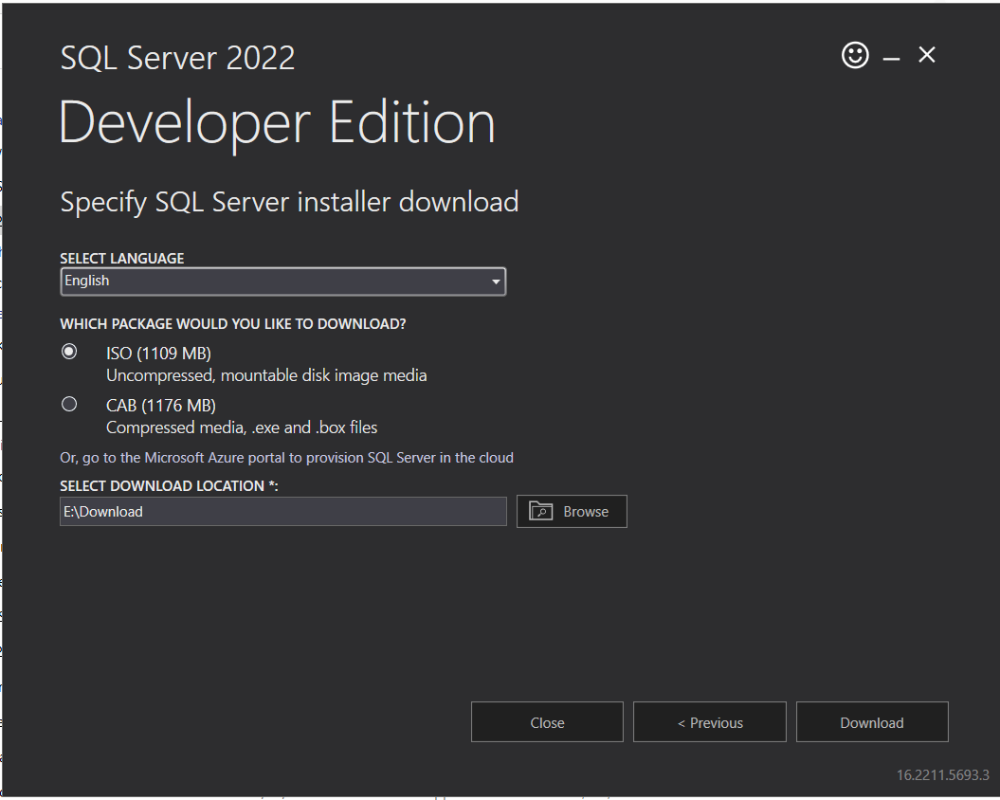 SQL Server 2022
Developer Edition
Specify SQL Server installer download
SELECT LANGUAGE
English
WHICH PACKAGE WOULD YOU LIKE TO DOWNLOAD?
ISO (1109 MB)
Uncompressed, mountable disk image media
CAB (1176 MB)
Compressed media, .exe and .box files
Or, go to the Microsoft Azure portal to provision SQL Server in the cloud
SELECT DOWNLOAD LOCATION *:
E:\Download
Browse
Close
< Previous
Download
16.2211.5693.3